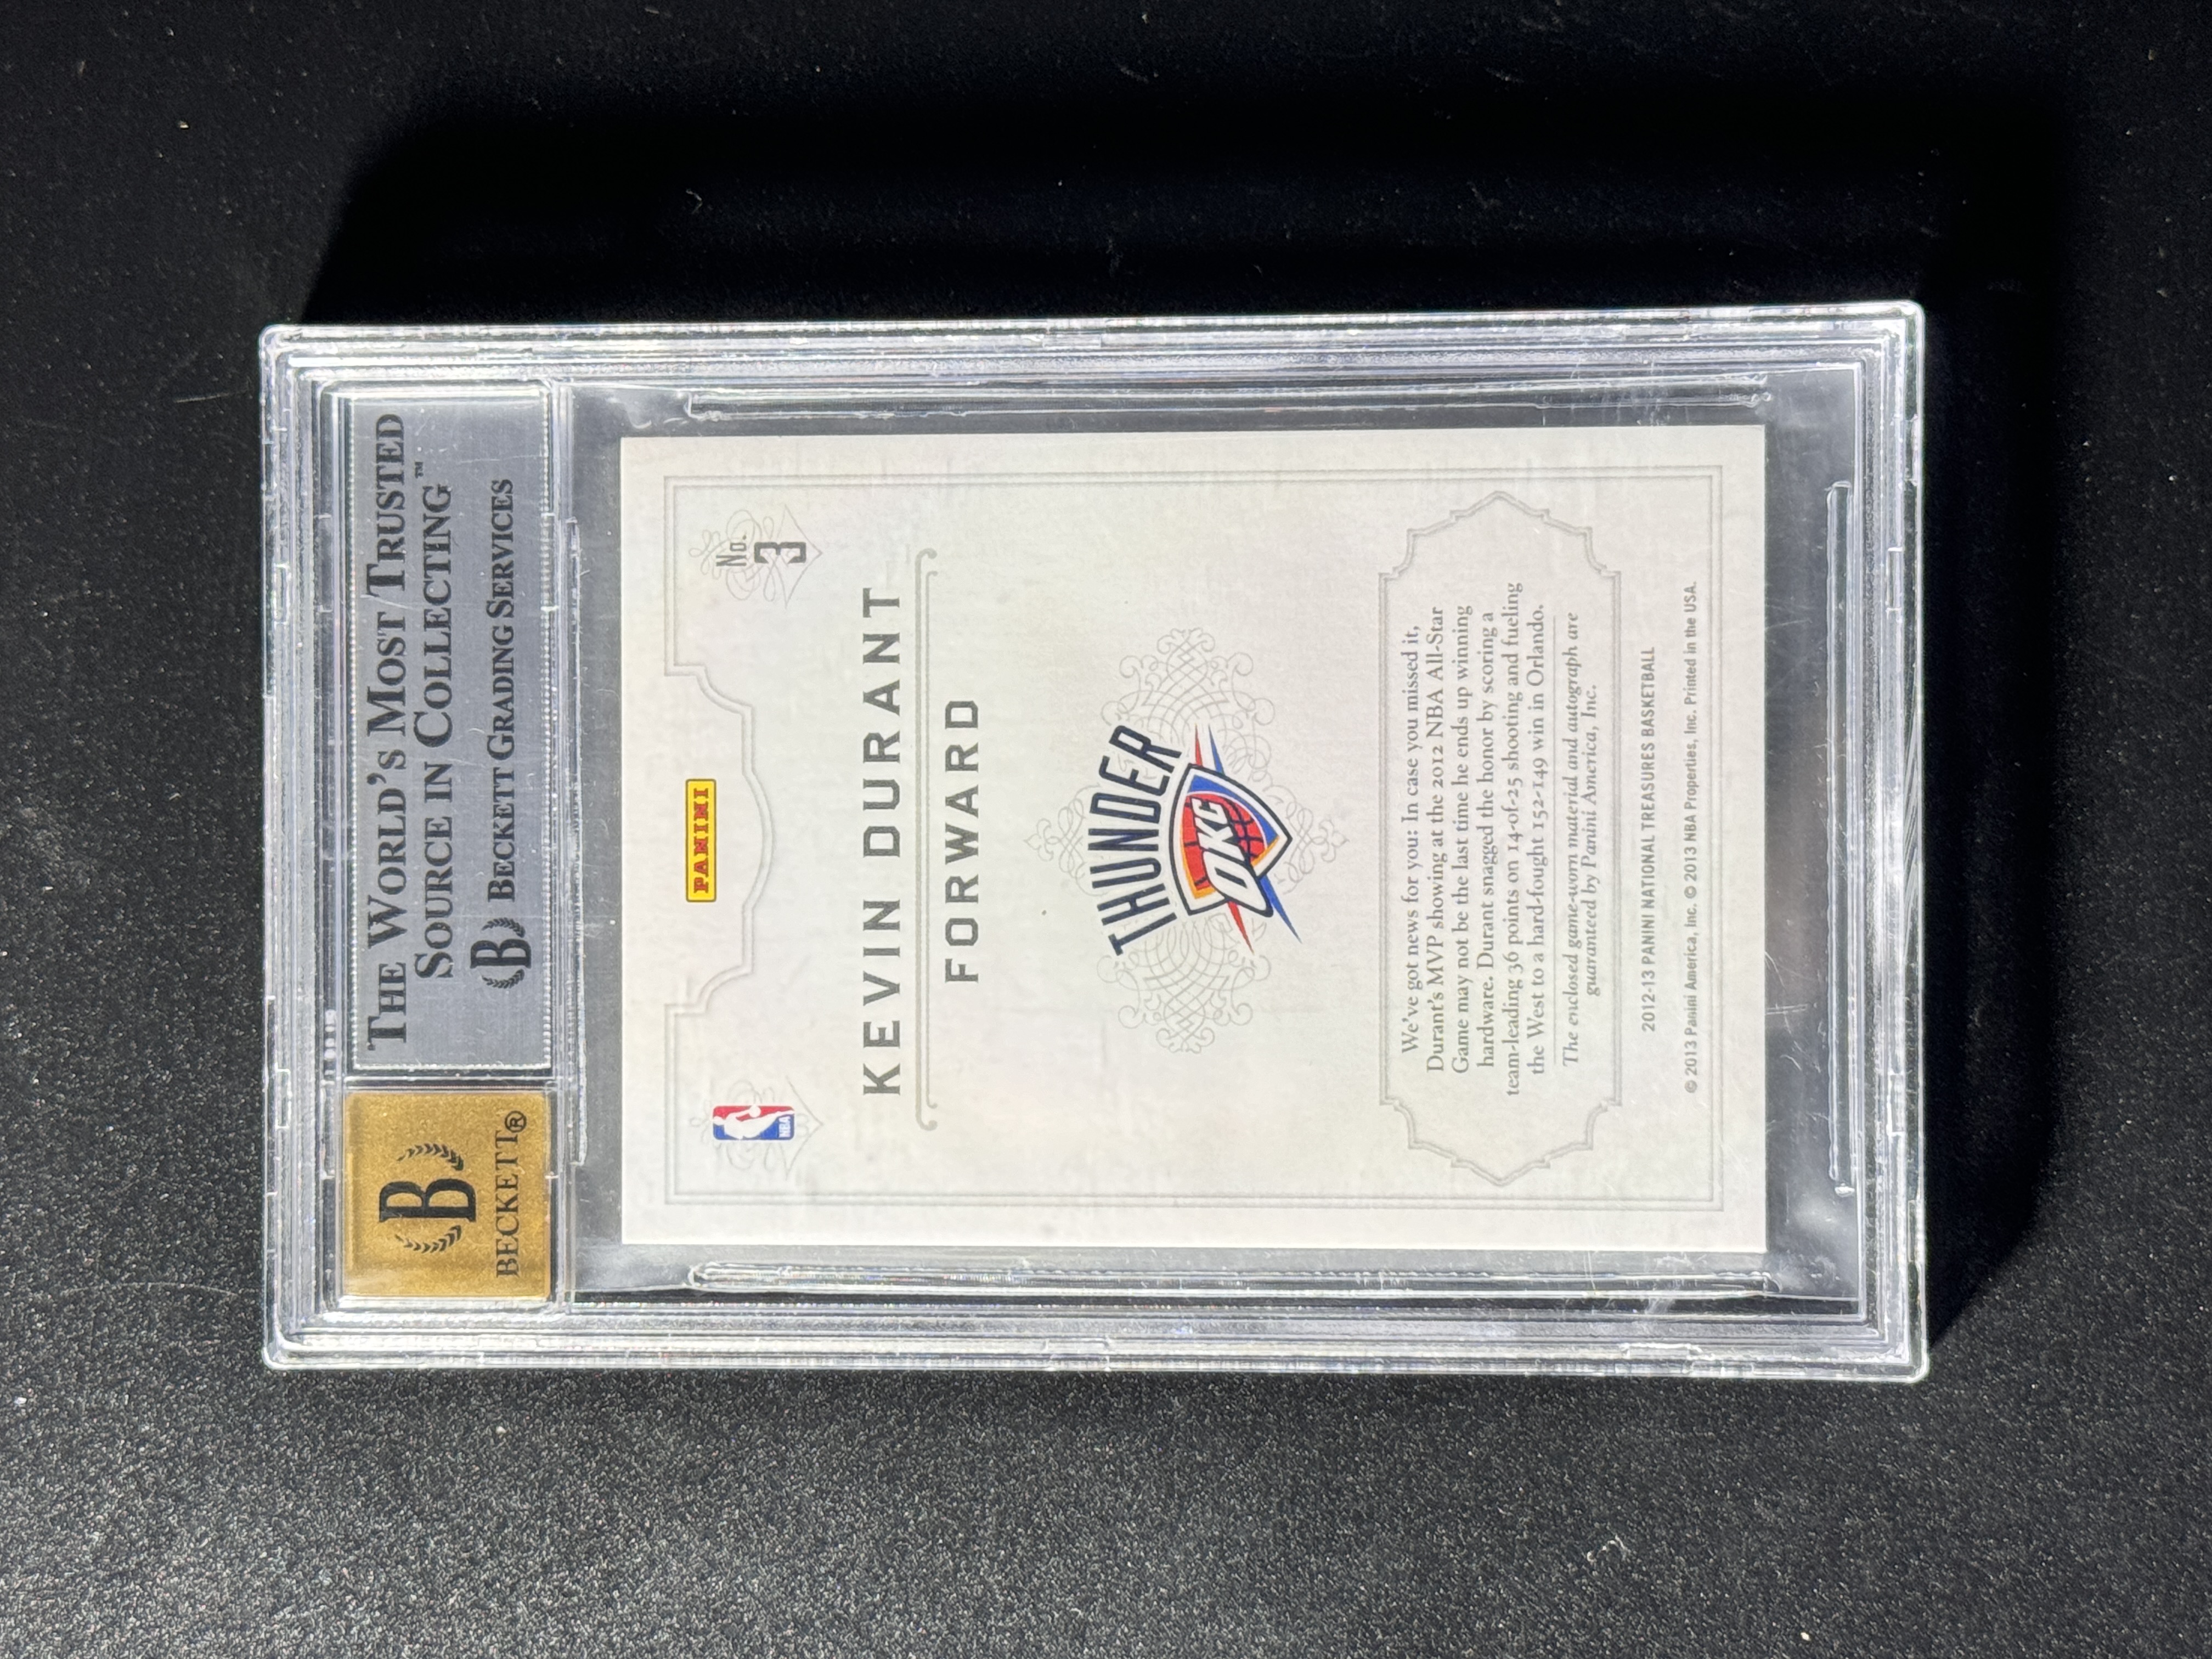 THE WORLD'S MOST TRUSTED
SOURCE IN COLLECTING™
B BECKETT GRADING SERVICES
B
BECKETT®
NBA
PANINI
No.
3
KEVIN DURANT
FORWARD
THUNDER
OKC
We've got news for you: In case you missed it,
Durant's MVP showing at the 2012 NBA All-Star
Game may not be the last time he ends up winning
hardware. Durant snagged the honor by scoring a
team-leading 36 points on 14-of-25 shooting and fueling
the West to a hard-fought 152-149 win in Orlando.
The enclosed game-worn material and autograph are
guaranteed by Panini America, Inc.
2012-13 PANINI NATIONAL TREASURES BASKETBALL
© 2013 Panini America, Inc. © 2013 NBA Properties, Inc. Printed in the USA.